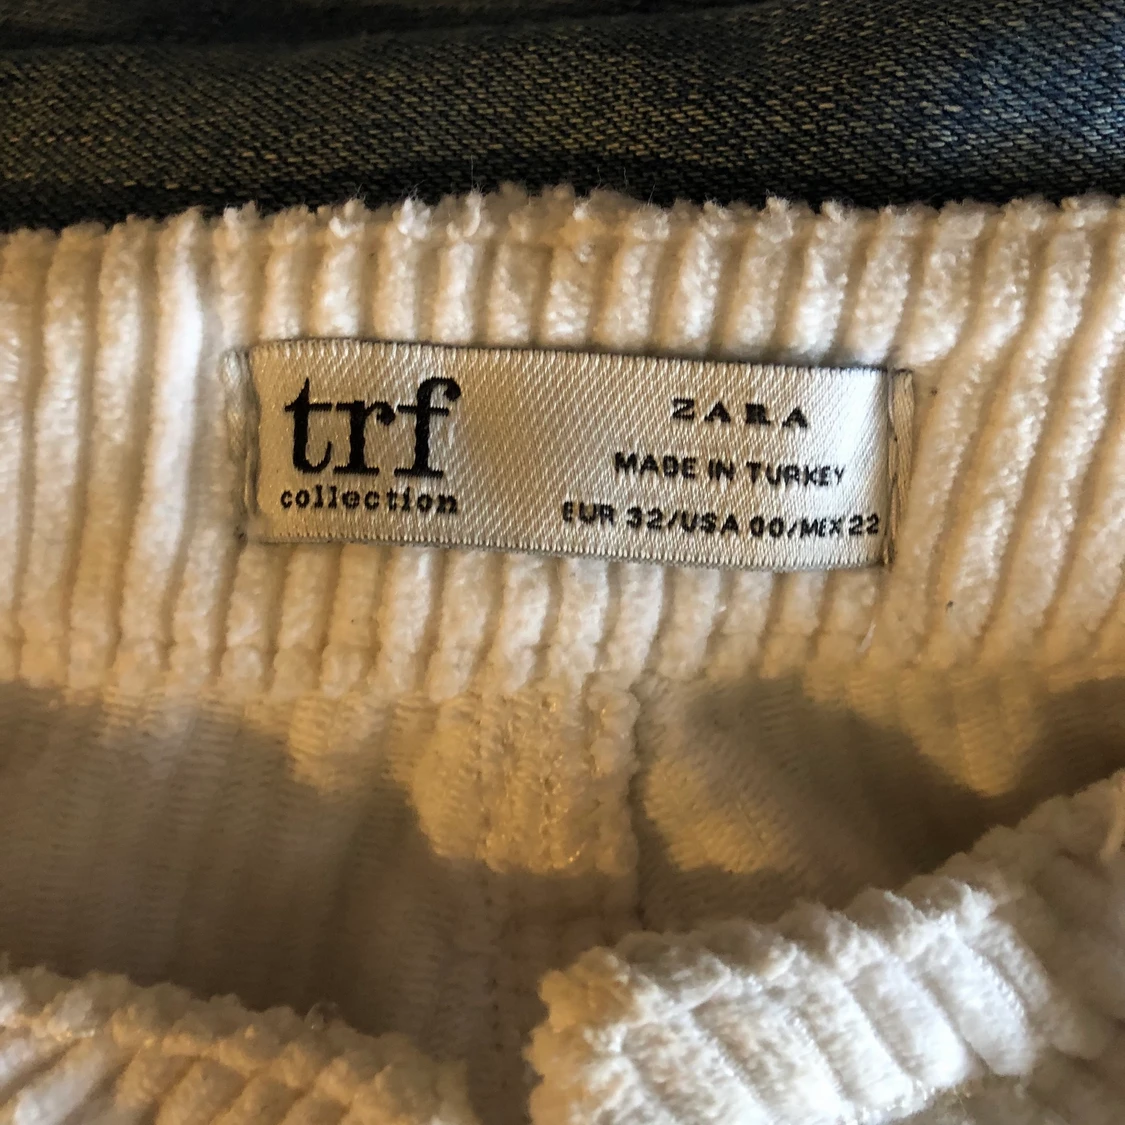 trf
collection
ZARA
MADE IN TURKEY
EUR 32/USA 00/MEX 22